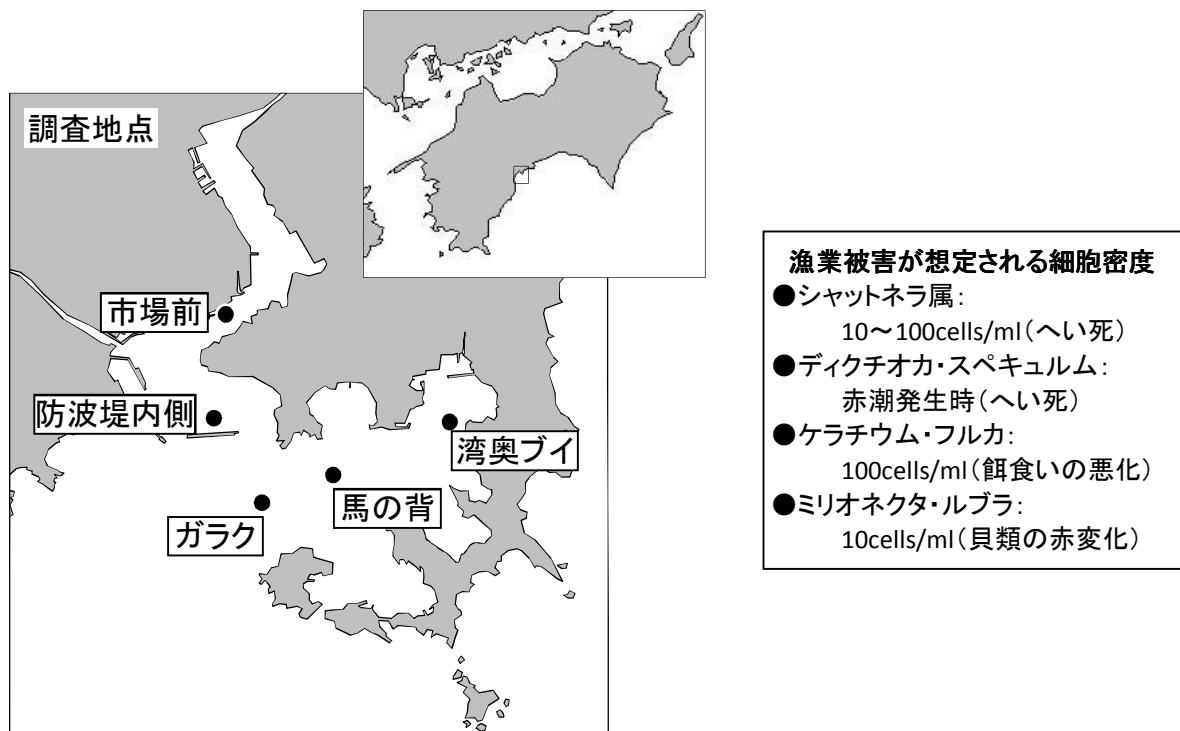 調査地点
市場前
防波堤内側
湾奥ブイ
馬の背
ガラク
漁業被害が想定される細胞密度
●シャットネラ属:
10~100cells/ml(へい死)
●ディクチオカ・スペキュルム:
赤潮発生時(へい死)
●ケラチウム・フルカ:
100cells/ml(餌食いの悪化)
●ミリオネクタ・ルブラ:
10cells/ml(貝類の赤変化)